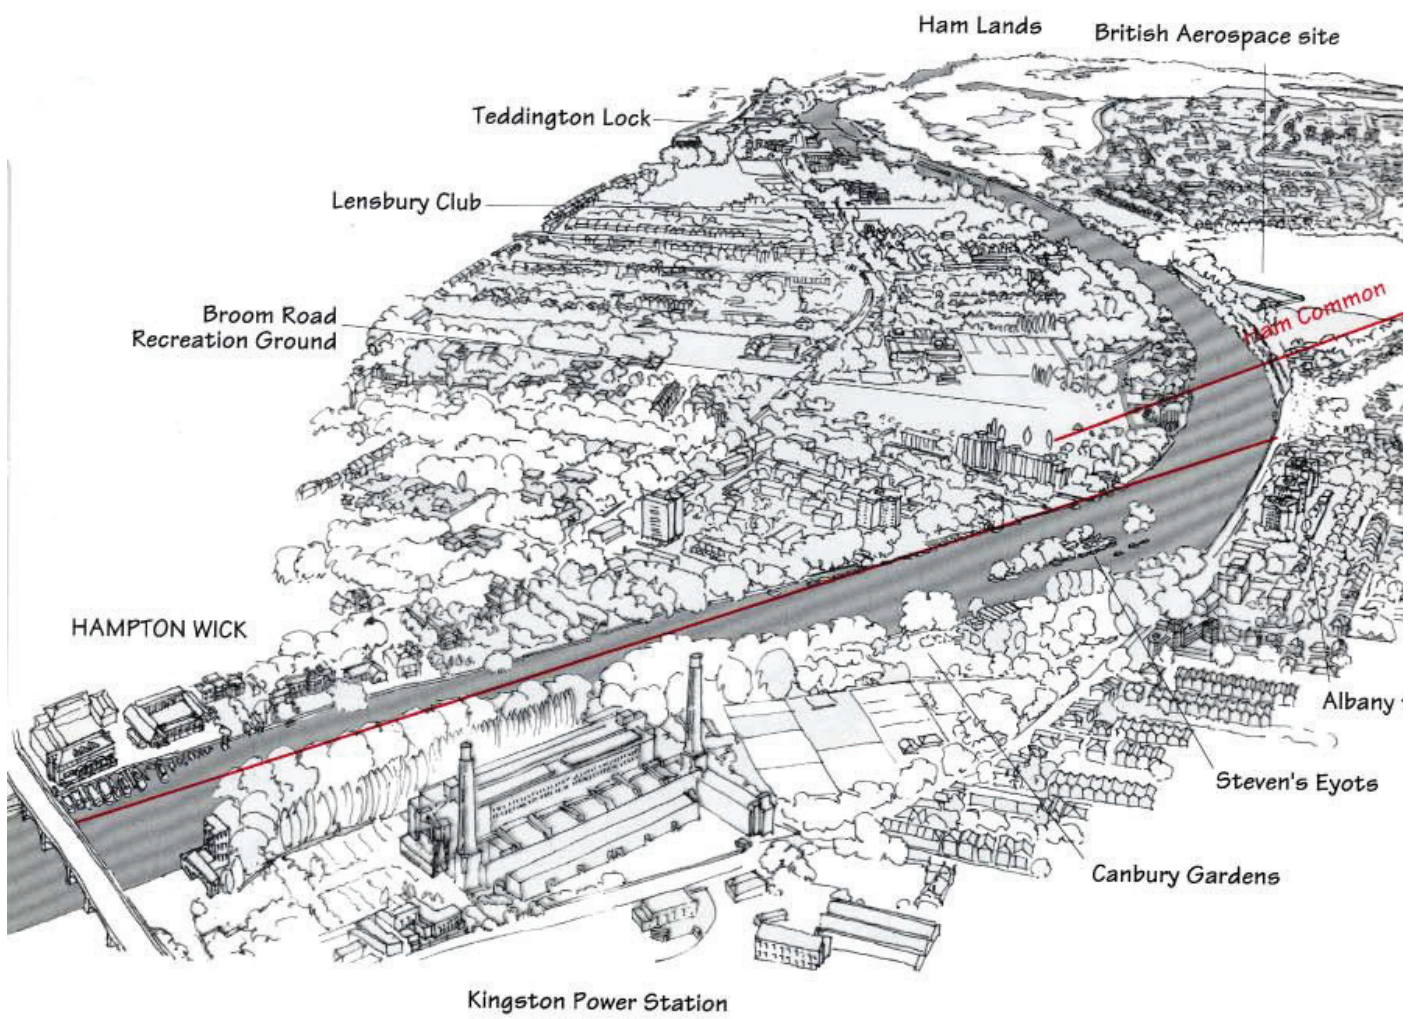 Ham Lands
British Aerospace site
Teddington Lock
Lensbury Club
Broom Road
Recreation Ground
Ham Common
HAMPTON WICK
Albany
Steven's Eyots
Canbury Gardens
Kingston Power Station